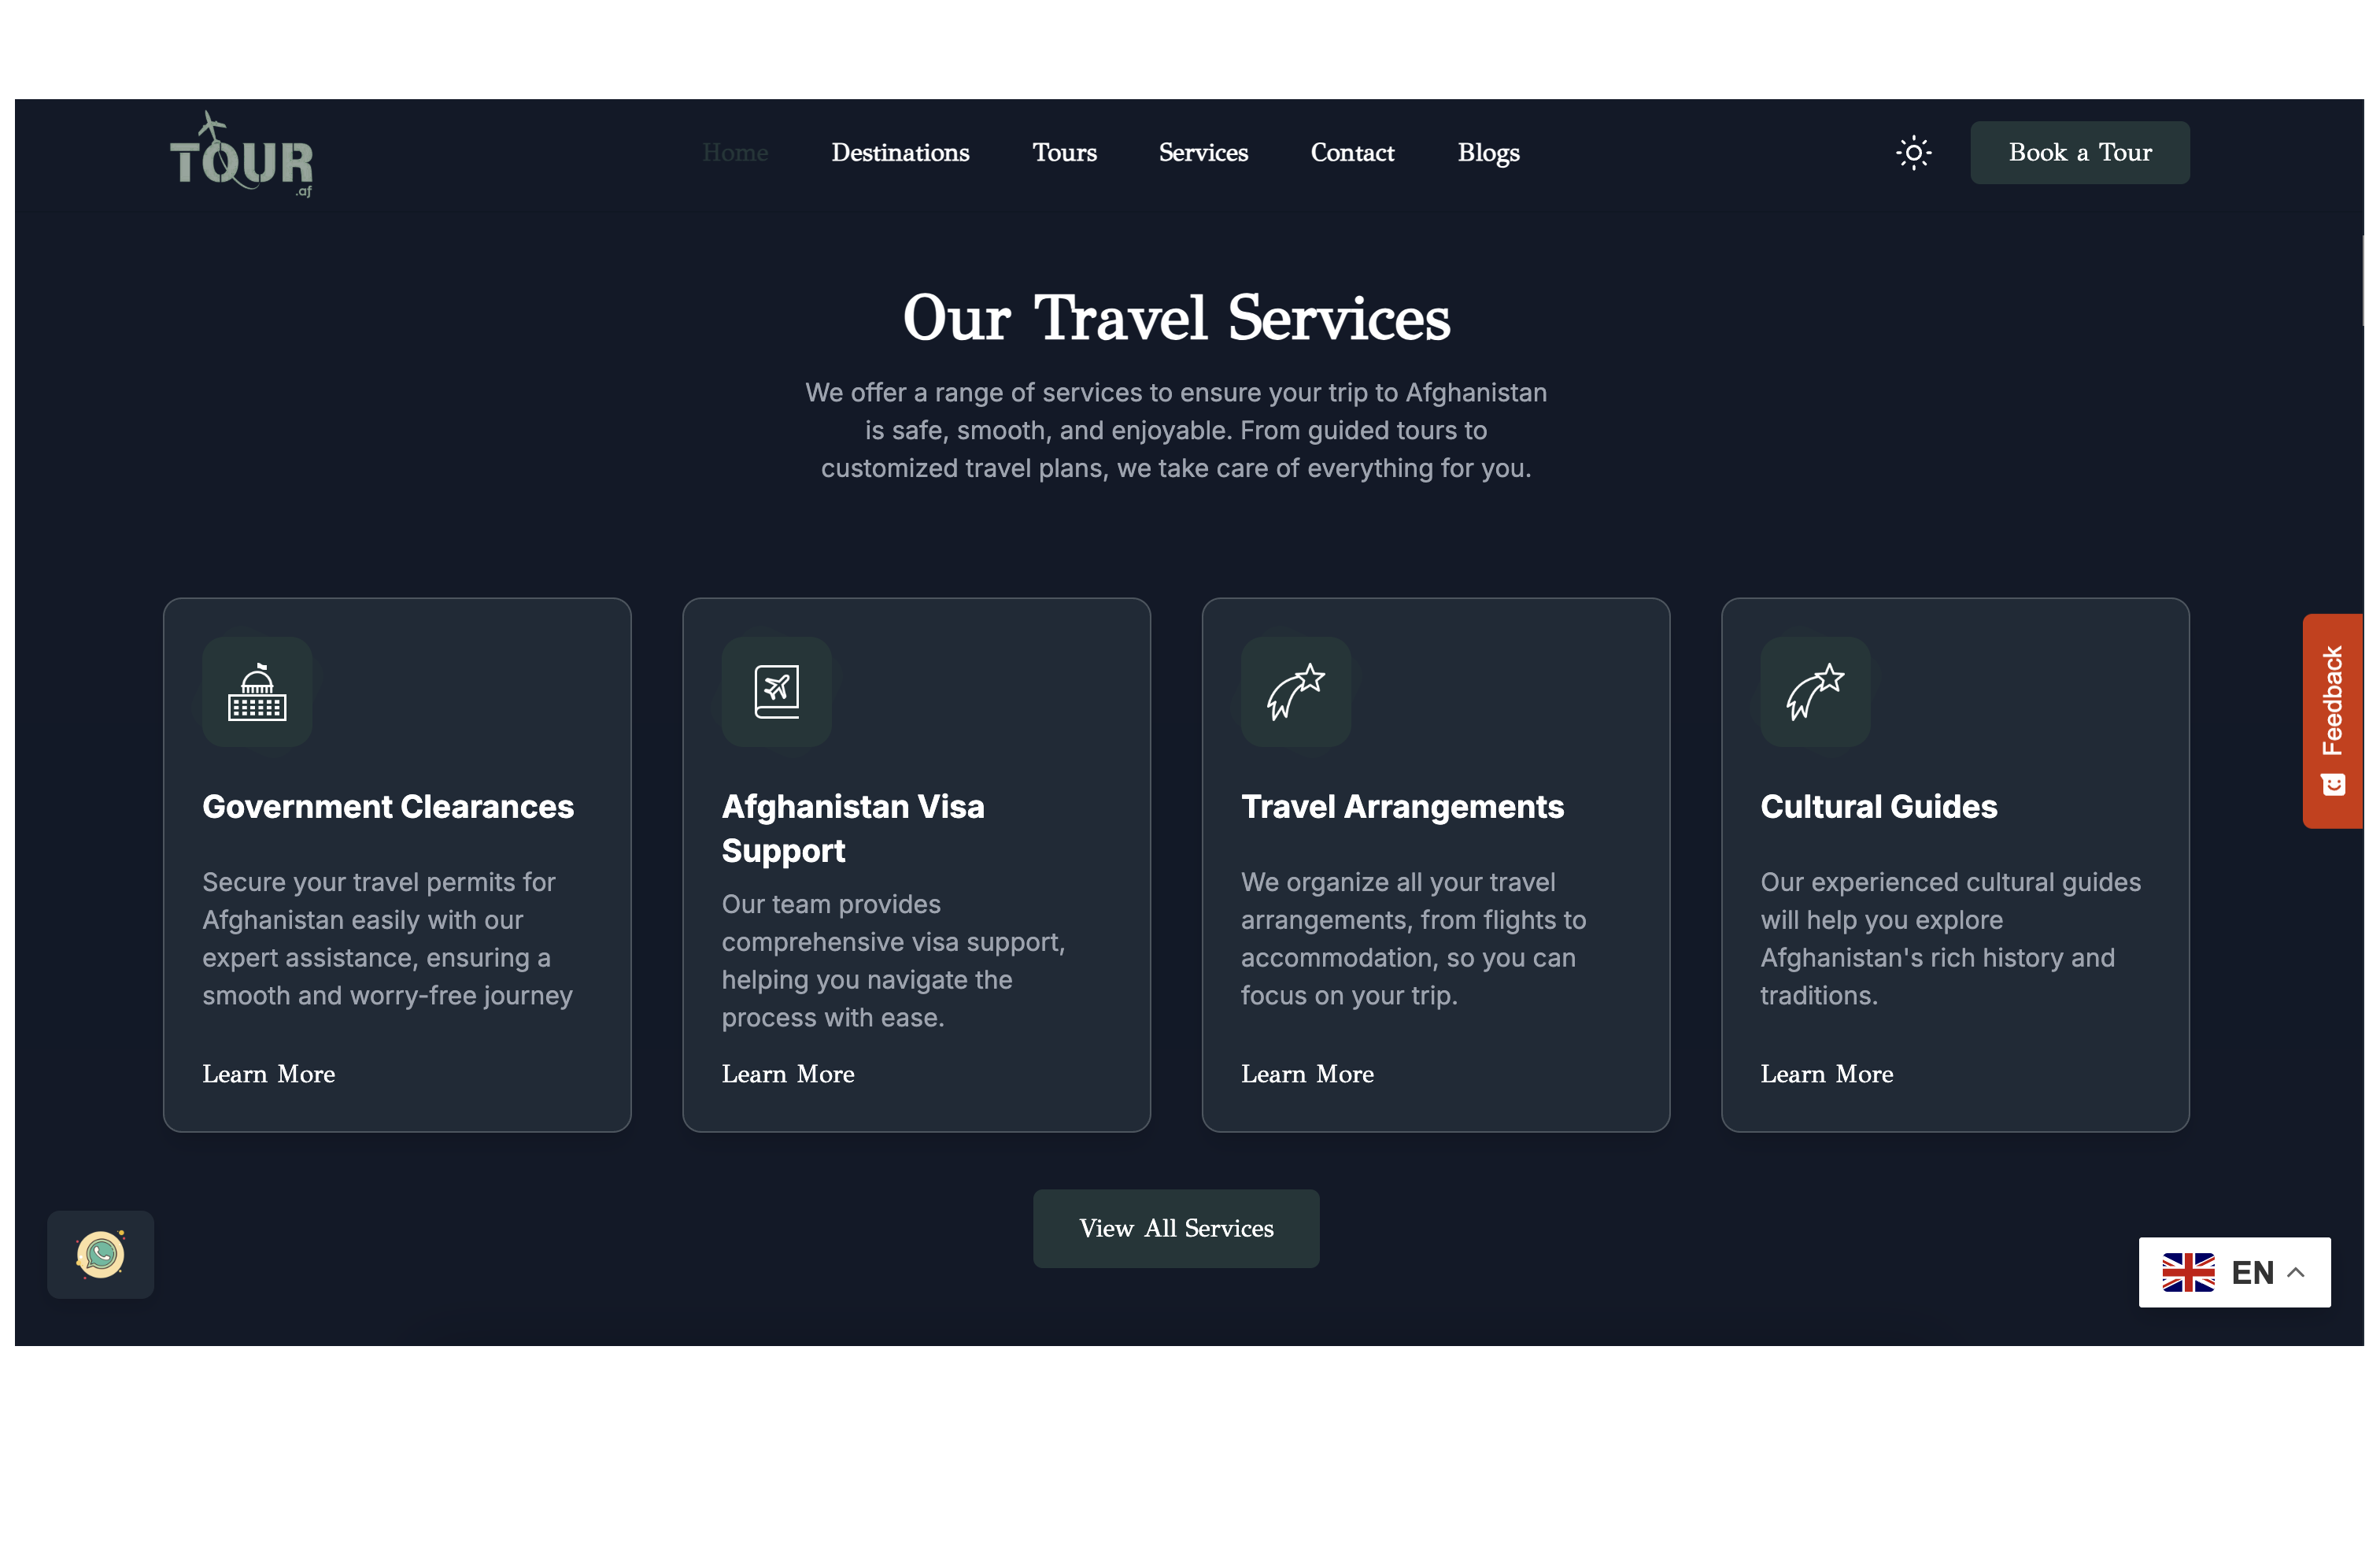 TOUR
.af
Home
Destinations
Tours
Services
Contact
Blogs
Book a Tour
Our Travel Services
We offer a range of services to ensure your trip to Afghanistan
is safe, smooth, and enjoyable. From guided tours to
customized travel plans, we take care of everything for you.
Government Clearances
Secure your travel permits for
Afghanistan easily with our
expert assistance, ensuring a
smooth and worry-free journey
Learn More
Afghanistan Visa
Support
Our team provides
comprehensive visa support,
helping you navigate the
process with ease.
Learn More
Travel Arrangements
We organize all your travel
arrangements, from flights to
accommodation, so you can
focus on your trip.
Learn More
Cultural Guides
Our experienced cultural guides
will help you explore
Afghanistan's rich history and
traditions.
Learn More
Feedback
View All Services
EN